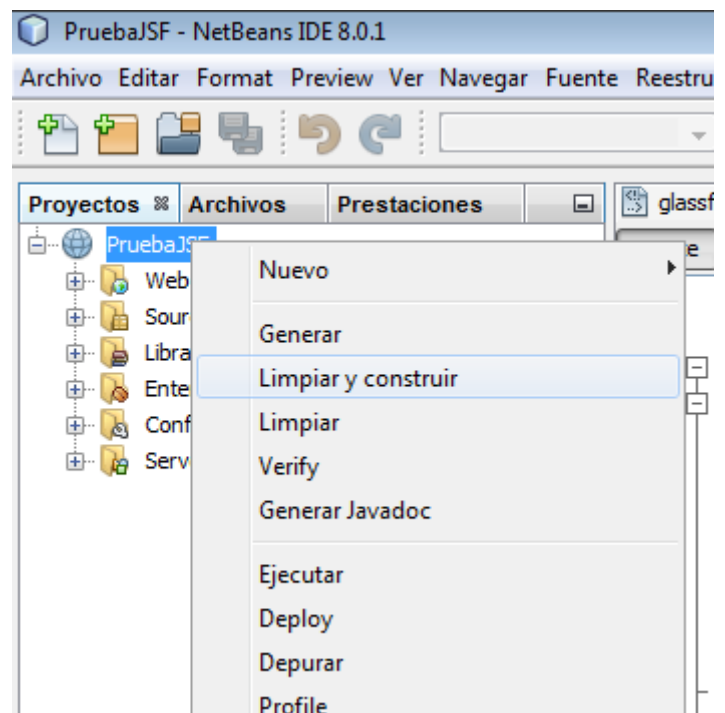 PruebaJSF - NetBeans IDE 8.0.1
Archivo Editar Format Preview Ver Navegar Fuente Reestru
Proyectos Archivos Prestaciones glassf
PruebaJSF
Web
Sour
Libra
Ente
Conf
Serv
Nuevo
Generar
Limpiar y construir
Limpiar
Verify
Generar Javadoc
Ejecutar
Deploy
Depurar
Profile